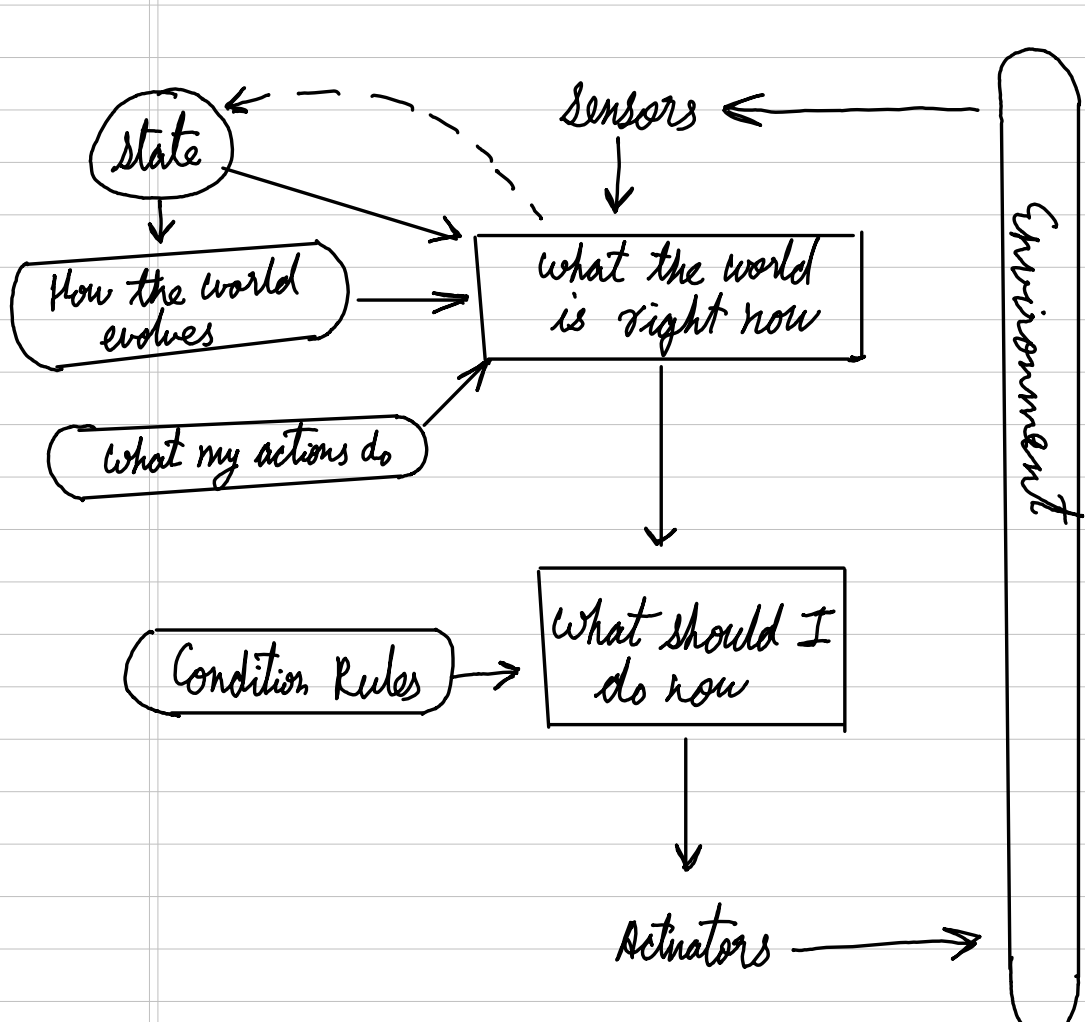 Sensors
State
what the world
is right now
How the world
evolves
what my actions do
Environment
What should I
do now
Condition Rules
Actuators